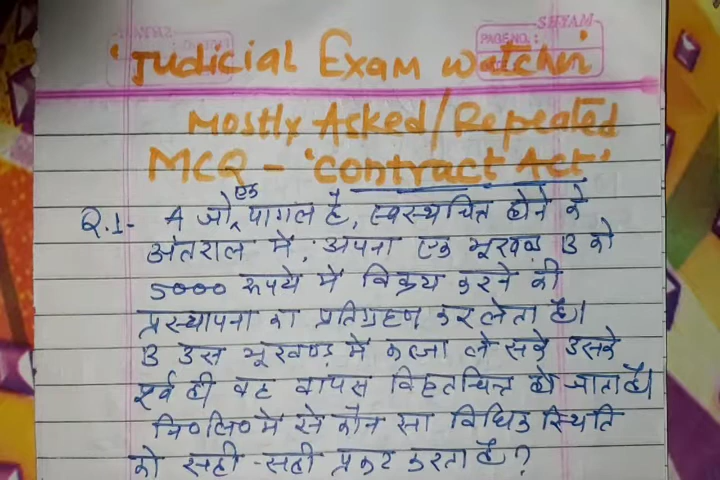 SHYAM
PAGE NO. :
'Judicial Exam Watcher'
Mostly Asked/Repeated
MCQ - 'Contract Act'
एक
Q.1- A जो, पागल है, स्वस्थचित्त होने के
अंतराल में, अपना एक भूखण्ड B को
5000 रूपये में विक्रय करने की
प्रस्थापना का प्रतिग्रहण कर लेता है।
B उस भूखण्ड में कब्जा ले सके उसके
पूर्व ही वह वापस विकृतचित्त हो जाता है।
नि०लि० में से कौन सा विधिक स्थिति
को सही-सही प्रकट करता है?